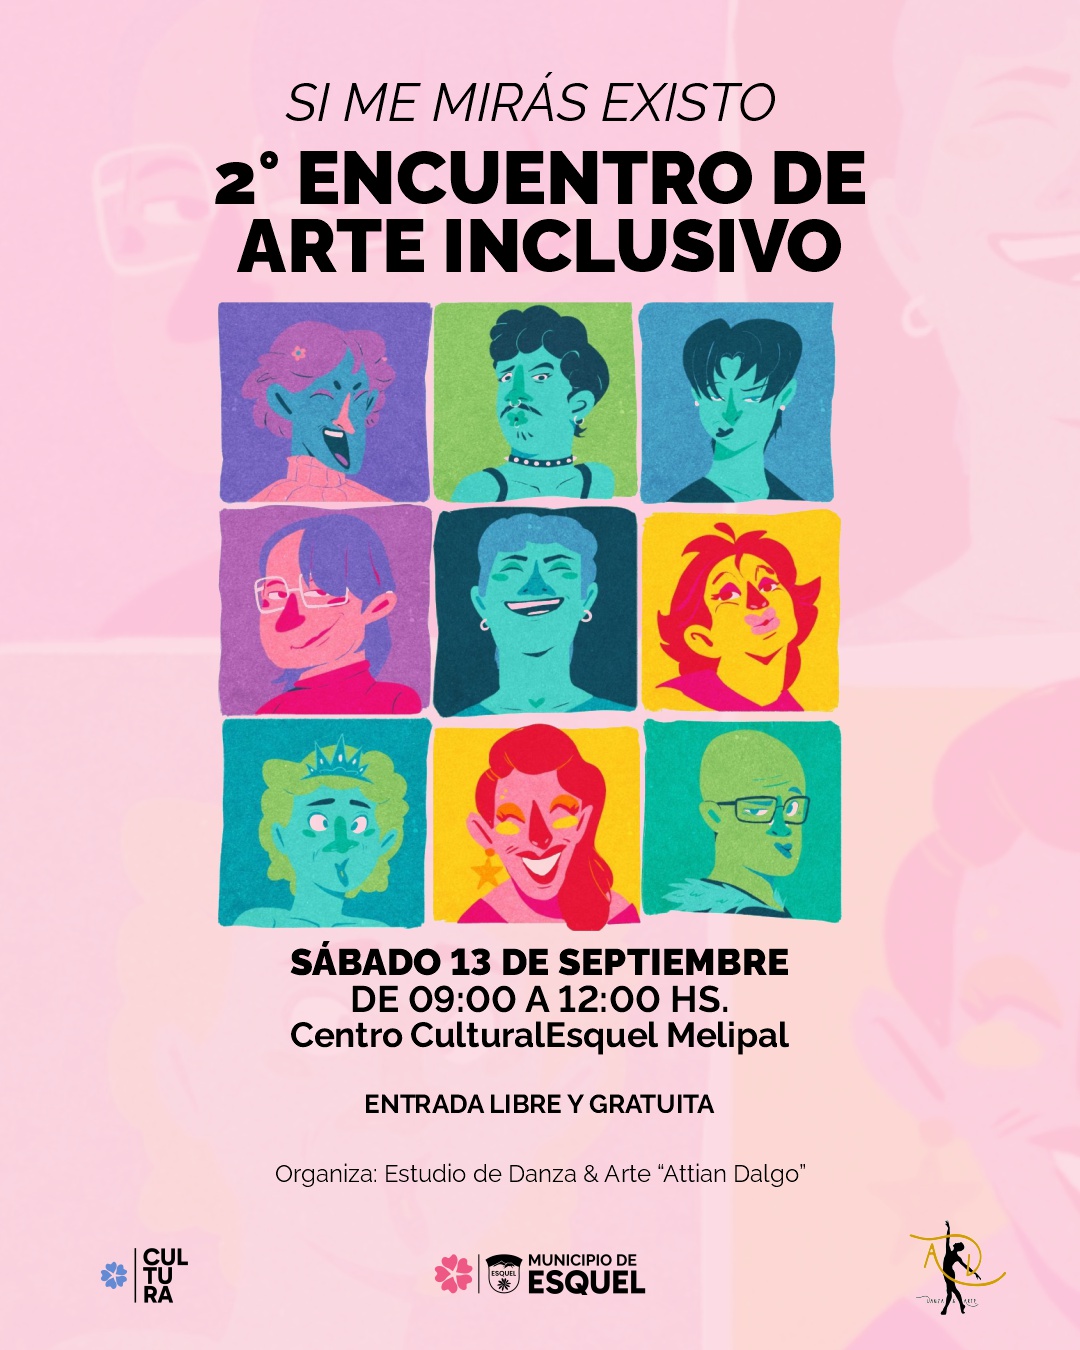 SI ME MIRÁS EXISTO
2° ENCUENTRO DE
ARTE INCLUSIVO
SÁBADO 13 DE SEPTIEMBRE
DE 09:00 A 12:00 HS.
Centro CulturalEsquel Melipal
ENTRADA LIBRE Y GRATUITA
Organiza: Estudio de Danza & Arte “Attian Dalgo”
CUL
TU
RA
ESQUEL
MUNICIPIO DE
ESQUEL
A D
DANZA & ARTE